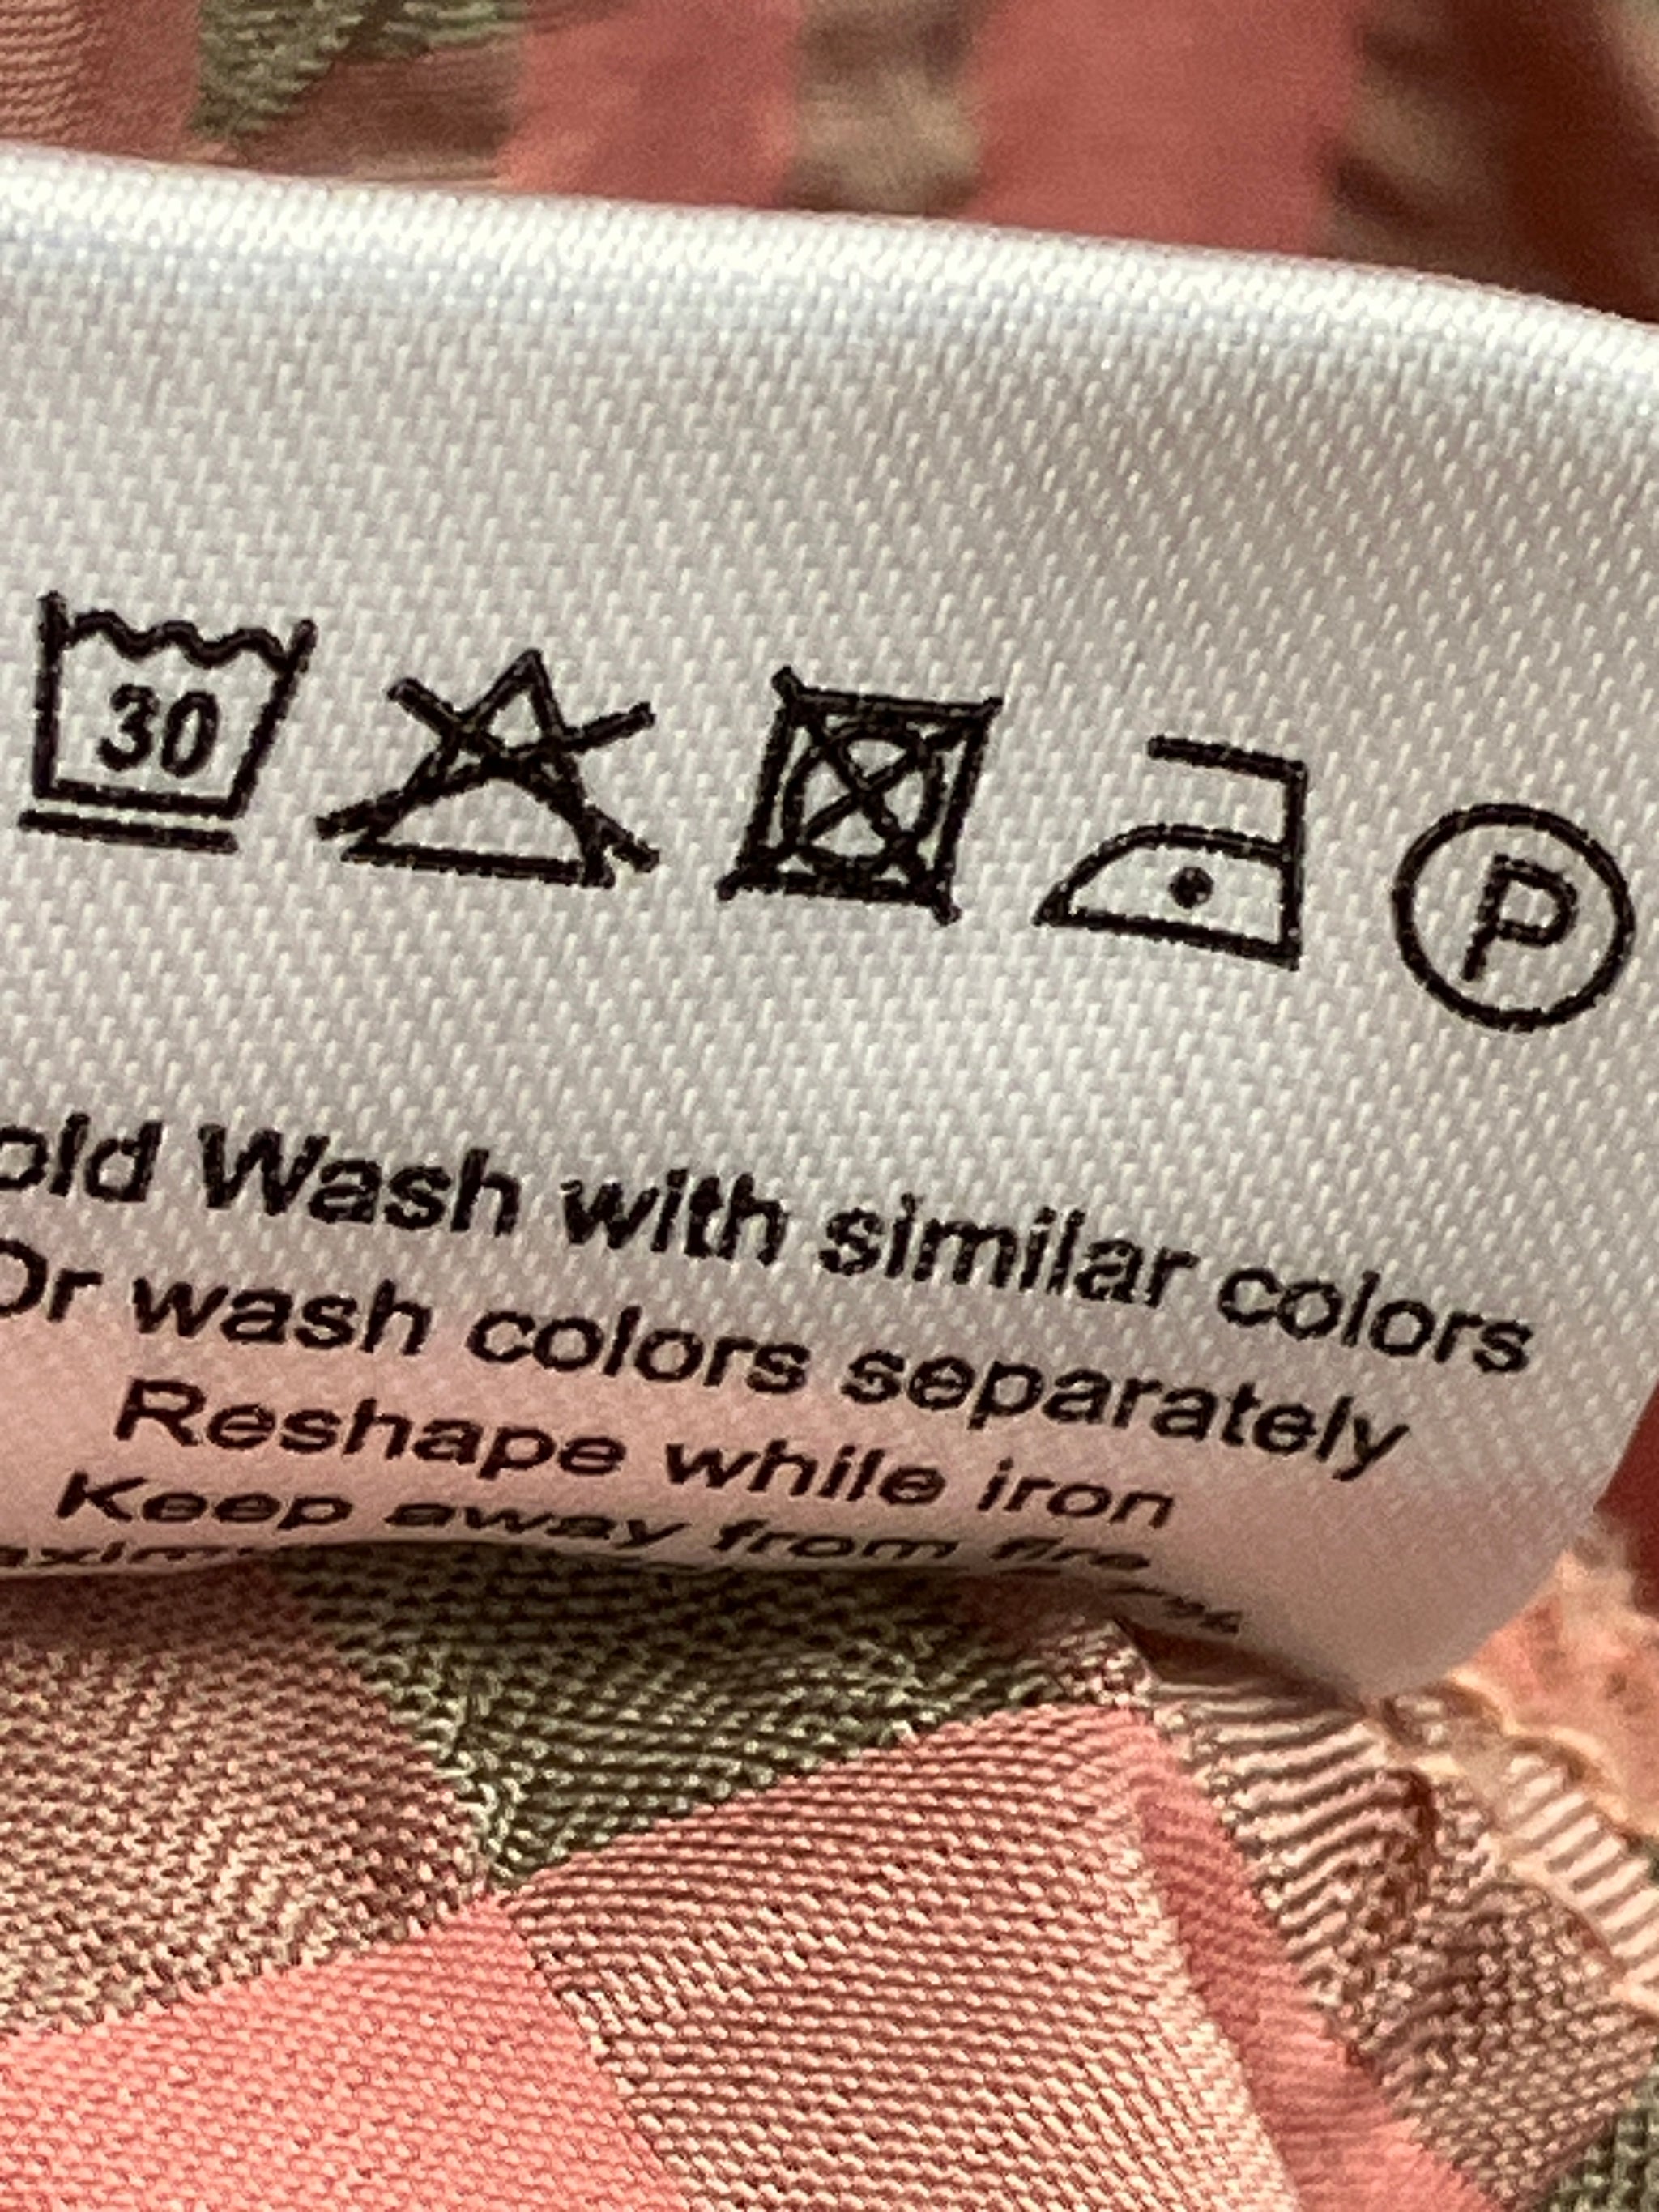 30 P
old Wash with similar colors
Or wash colors separately
Reshape while iron
Keep away from fire